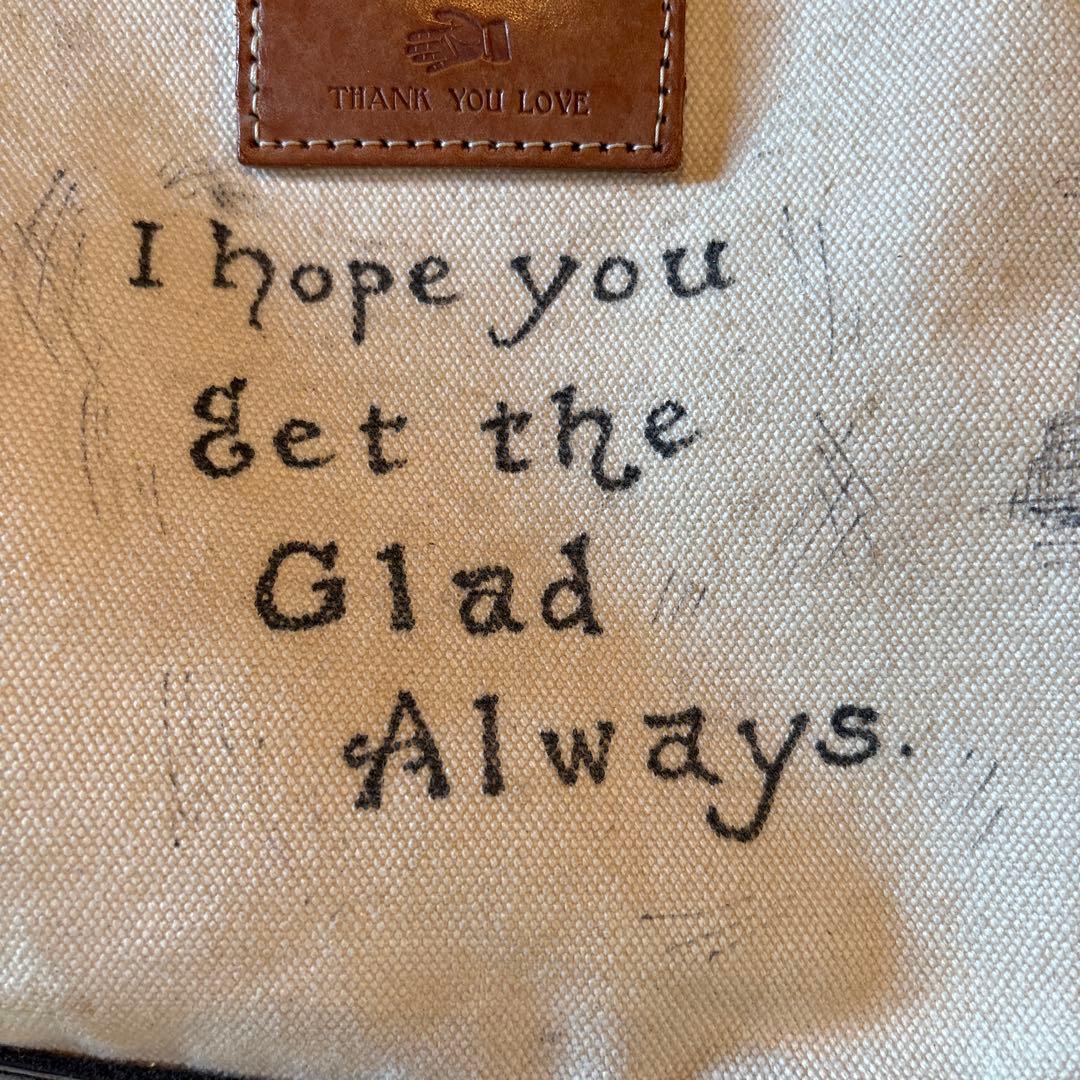 THANK YOU LOVE
I hope you
get the
Glad
Always.